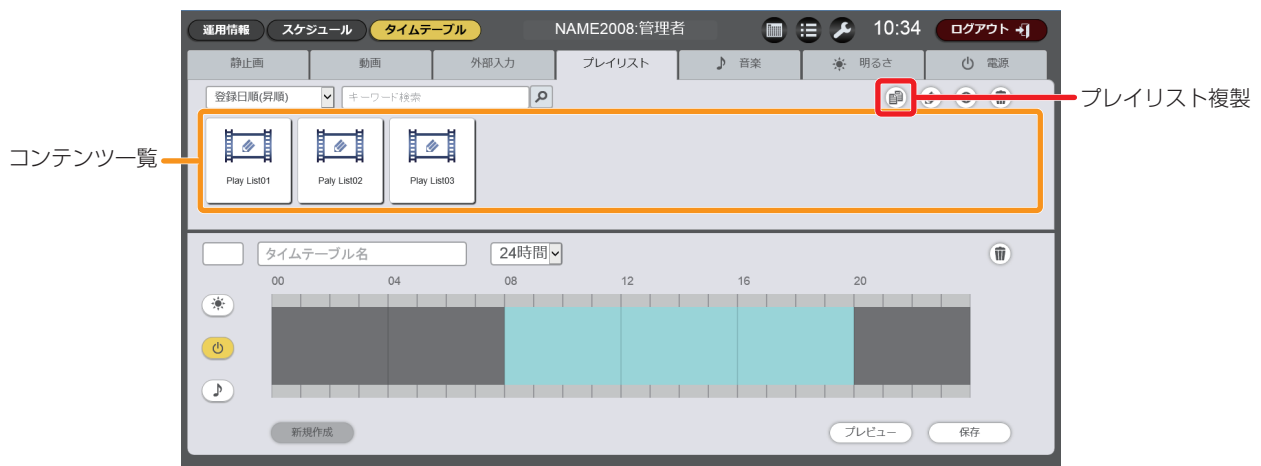 運用情報 スケジュール タイムテーブル NAME2008:管理者 10:34 ログアウト
静止画 動画 外部入力 プレイリスト 音楽 明るさ 電源
登録日順(昇順) キーワード検索
プレイリスト複製
コンテンツ一覧
Play List01 Paly List02 Play List03
タイムテーブル名 24時間
00 04 08 12 16 20
新規作成 プレビュー 保存